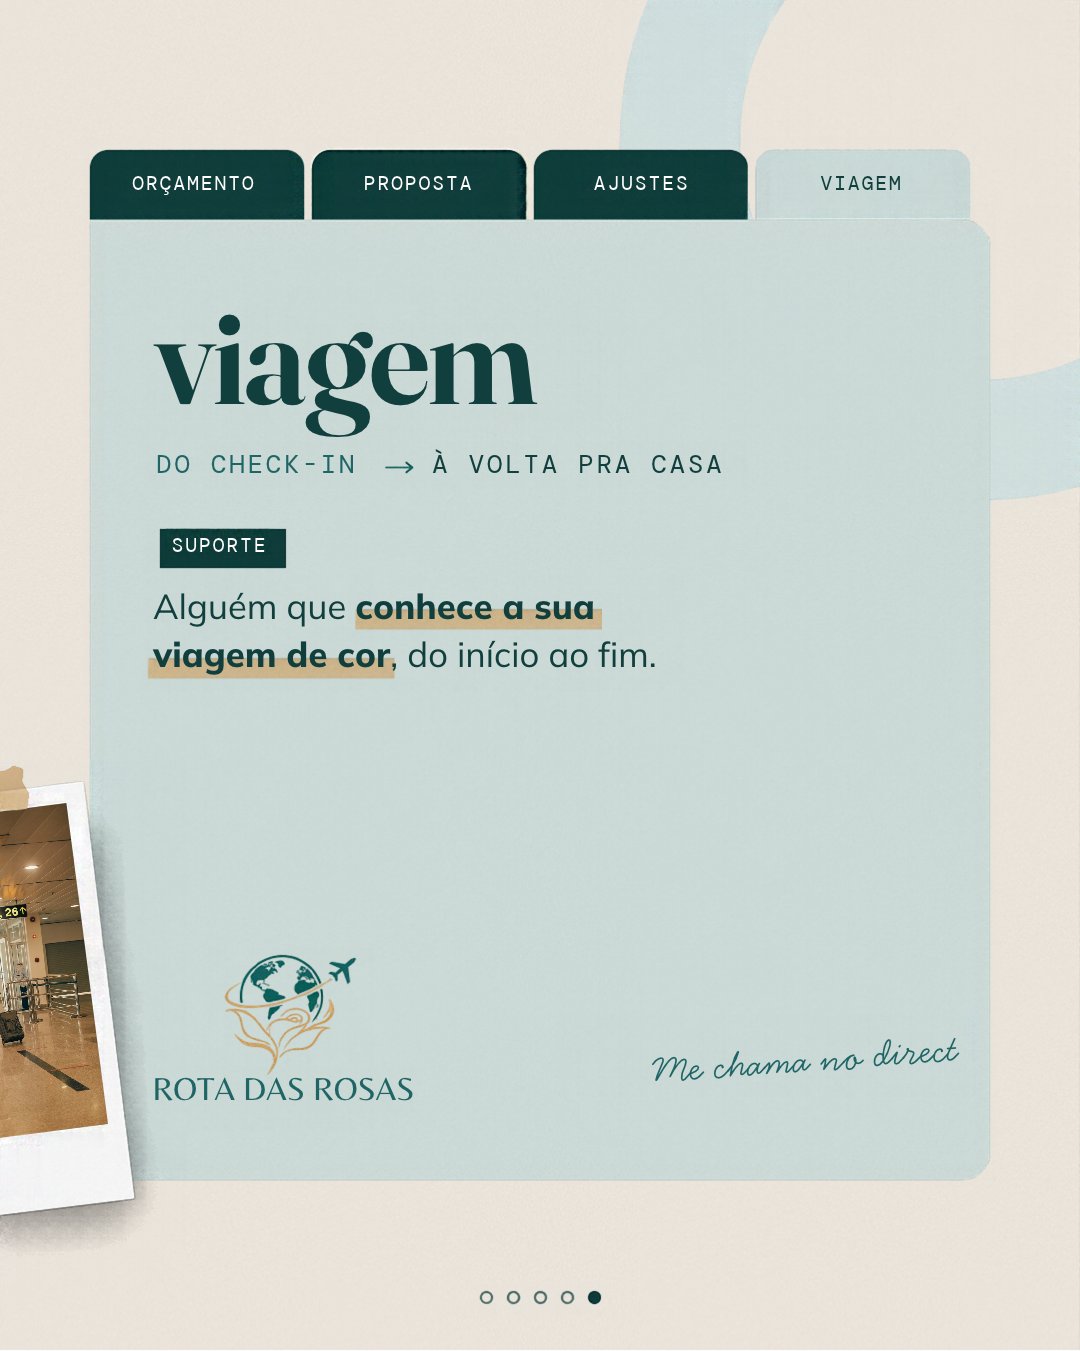 ORÇAMENTO
PROPOSTA
AJUSTES
VIAGEM
viagem
DO CHECK-IN → À VOLTA PRA CASA
SUPORTE
Alguém que conhece a sua
viagem de cor, do início ao fim.
26↑
ROTA DAS ROSAS
Me chama no direct